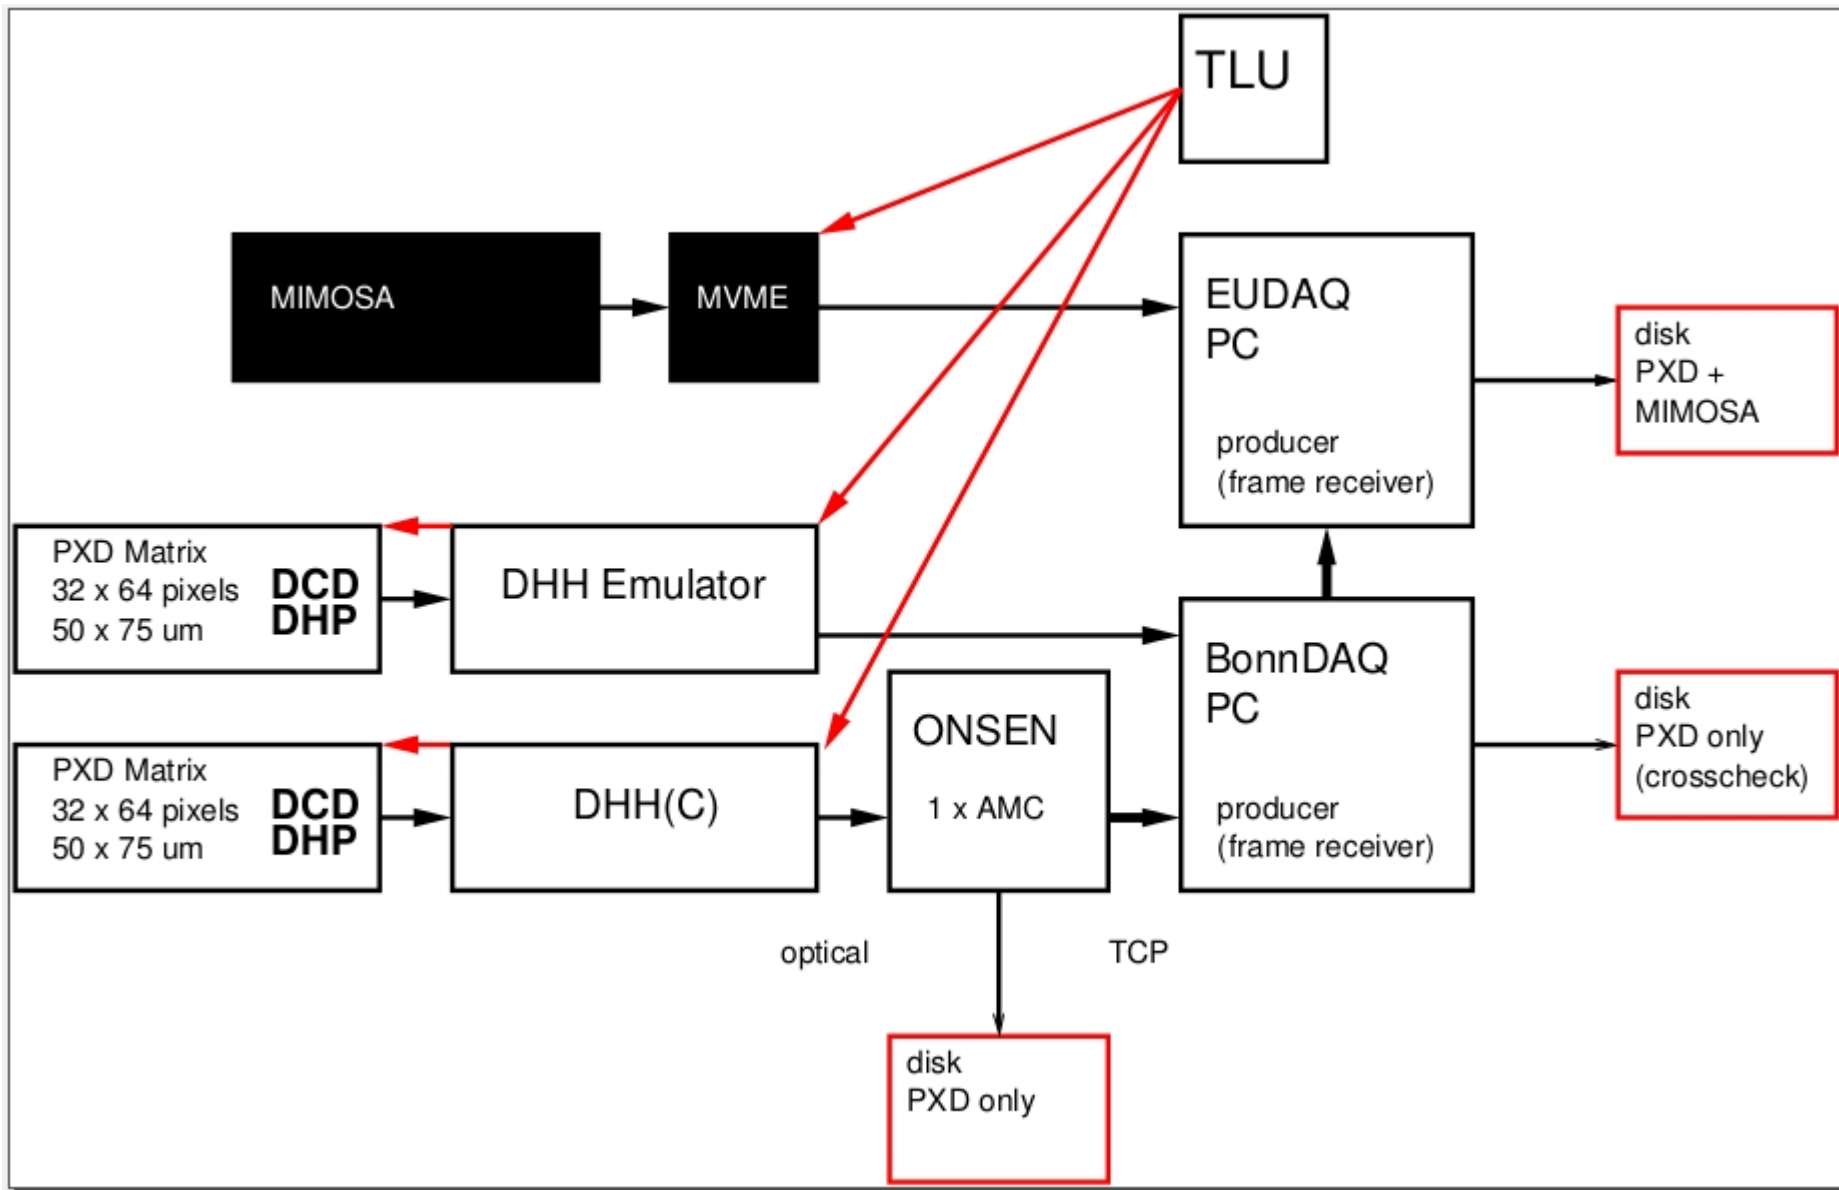 TLU
MIMOSA
MVME
EUDAQ
PC
producer
(frame receiver)
disk
PXD +
MIMOSA
PXD Matrix
32 x 64 pixels
50 x 75 um
DCD
DHP
DHH Emulator
BonnDAQ
PC
producer
(frame receiver)
disk
PXD only
(crosscheck)
PXD Matrix
32 x 64 pixels
50 x 75 um
DCD
DHP
DHH(C)
ONSEN
1 x AMC
optical
TCP
disk
PXD only